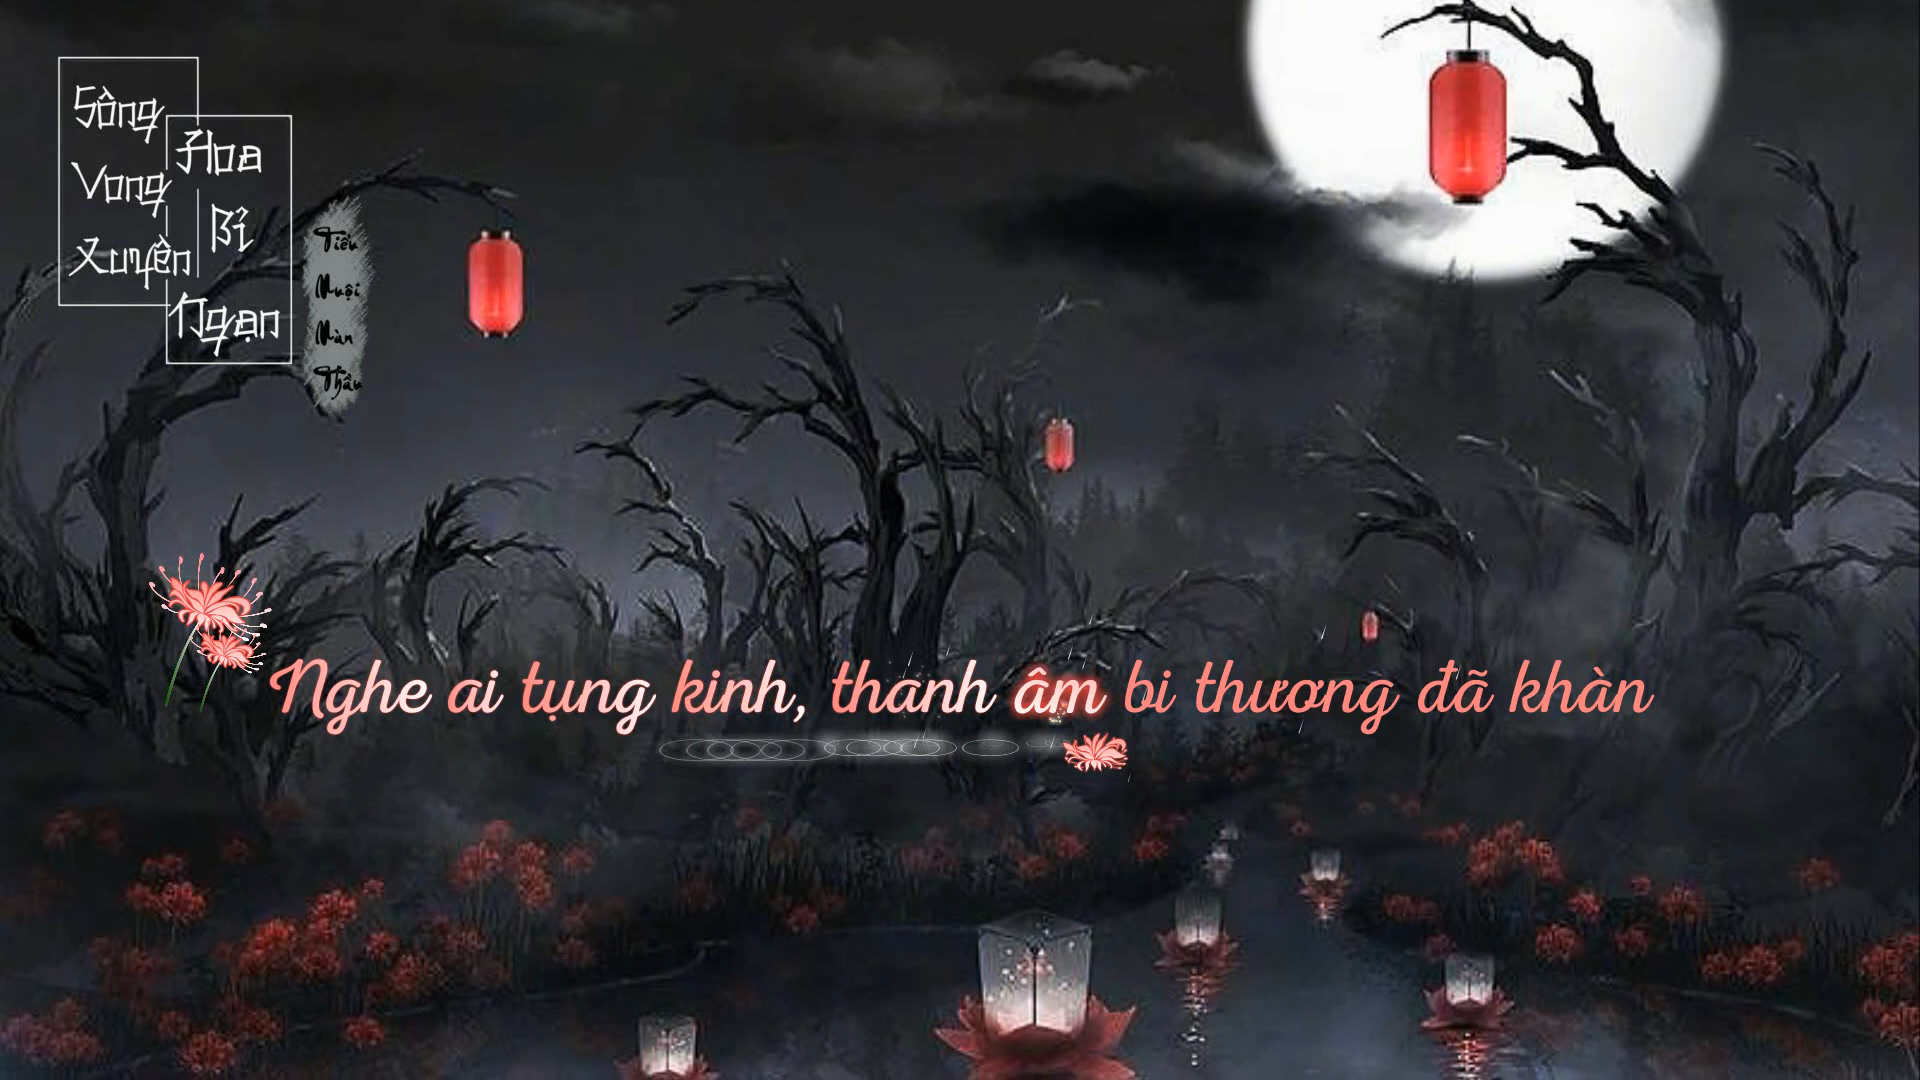 Sông
Vong
Xuyên
Hoa
Bỉ
Ngạn
Tiểu
Muội
Màn
Thầu
Nghe ai tụng kinh, thanh âm bi thương đã khàn